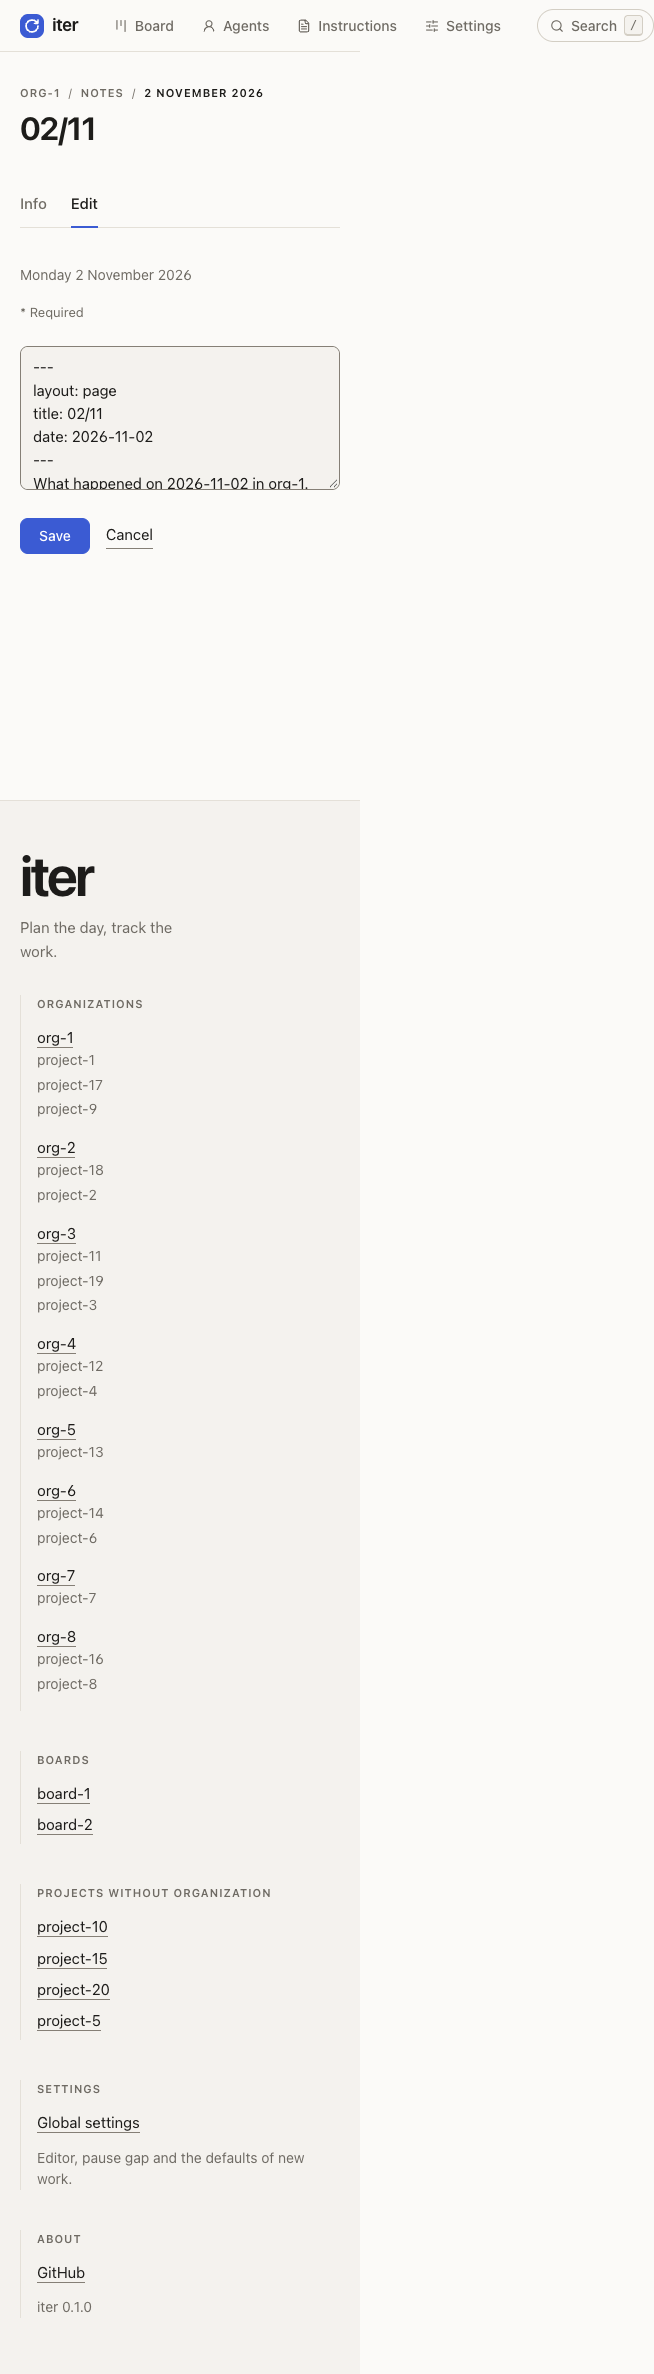 iter Board Agents Instructions Settings Search /
ORG-1 / NOTES / 2 NOVEMBER 2026
02/11
Info Edit
Monday 2 November 2026
* Required
---
layout: page
title: 02/11
date: 2026-11-02
---
What happened on 2026-11-02 in org-1.
Save Cancel
iter
Plan the day, track the
work.
ORGANIZATIONS
org-1
project-1
project-17
project-9
org-2
project-18
project-2
org-3
project-11
project-19
project-3
org-4
project-12
project-4
org-5
project-13
org-6
project-14
project-6
org-7
project-7
org-8
project-16
project-8
BOARDS
board-1
board-2
PROJECTS WITHOUT ORGANIZATION
project-10
project-15
project-20
project-5
SETTINGS
Global settings
Editor, pause gap and the defaults of new
work.
ABOUT
GitHub
iter 0.1.0